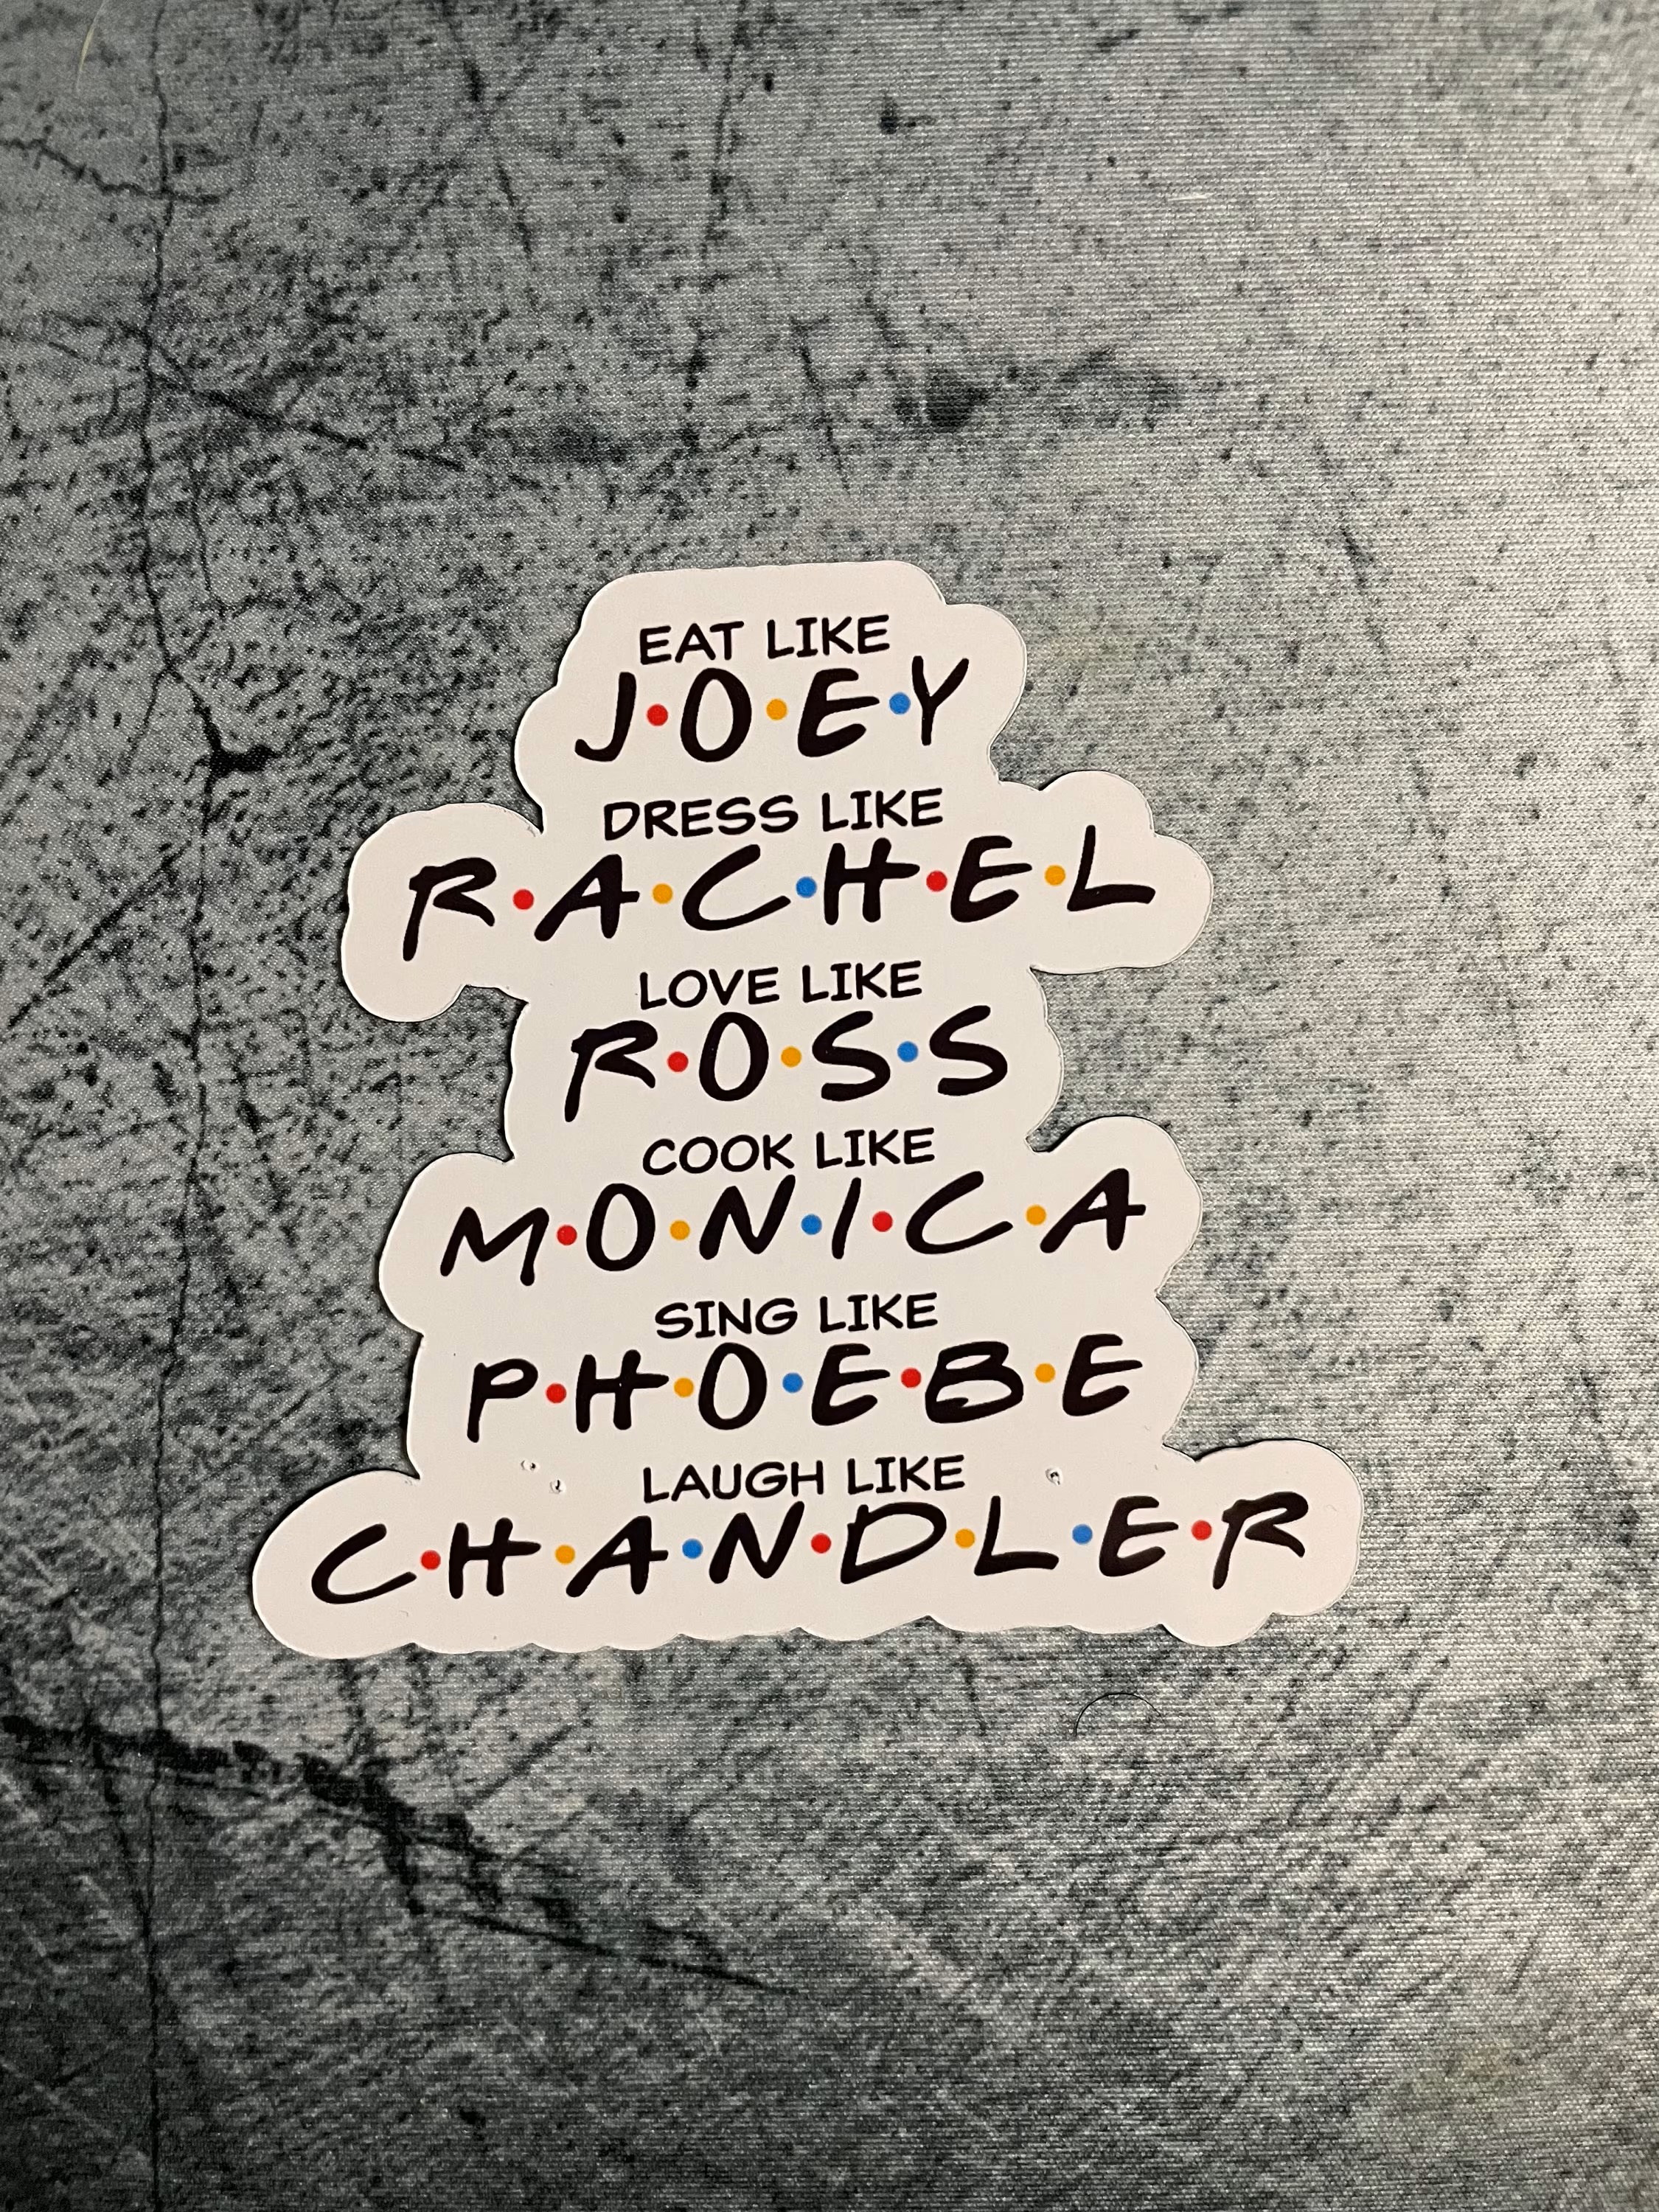 EAT LIKE
J•O•E•Y
DRESS LIKE
R•A•C•H•E•L
LOVE LIKE
R•O•S•S
COOK LIKE
M•O•N•I•C•A
SING LIKE
P•H•O•E•B•E
LAUGH LIKE
C•H•A•N•D•L•E•R